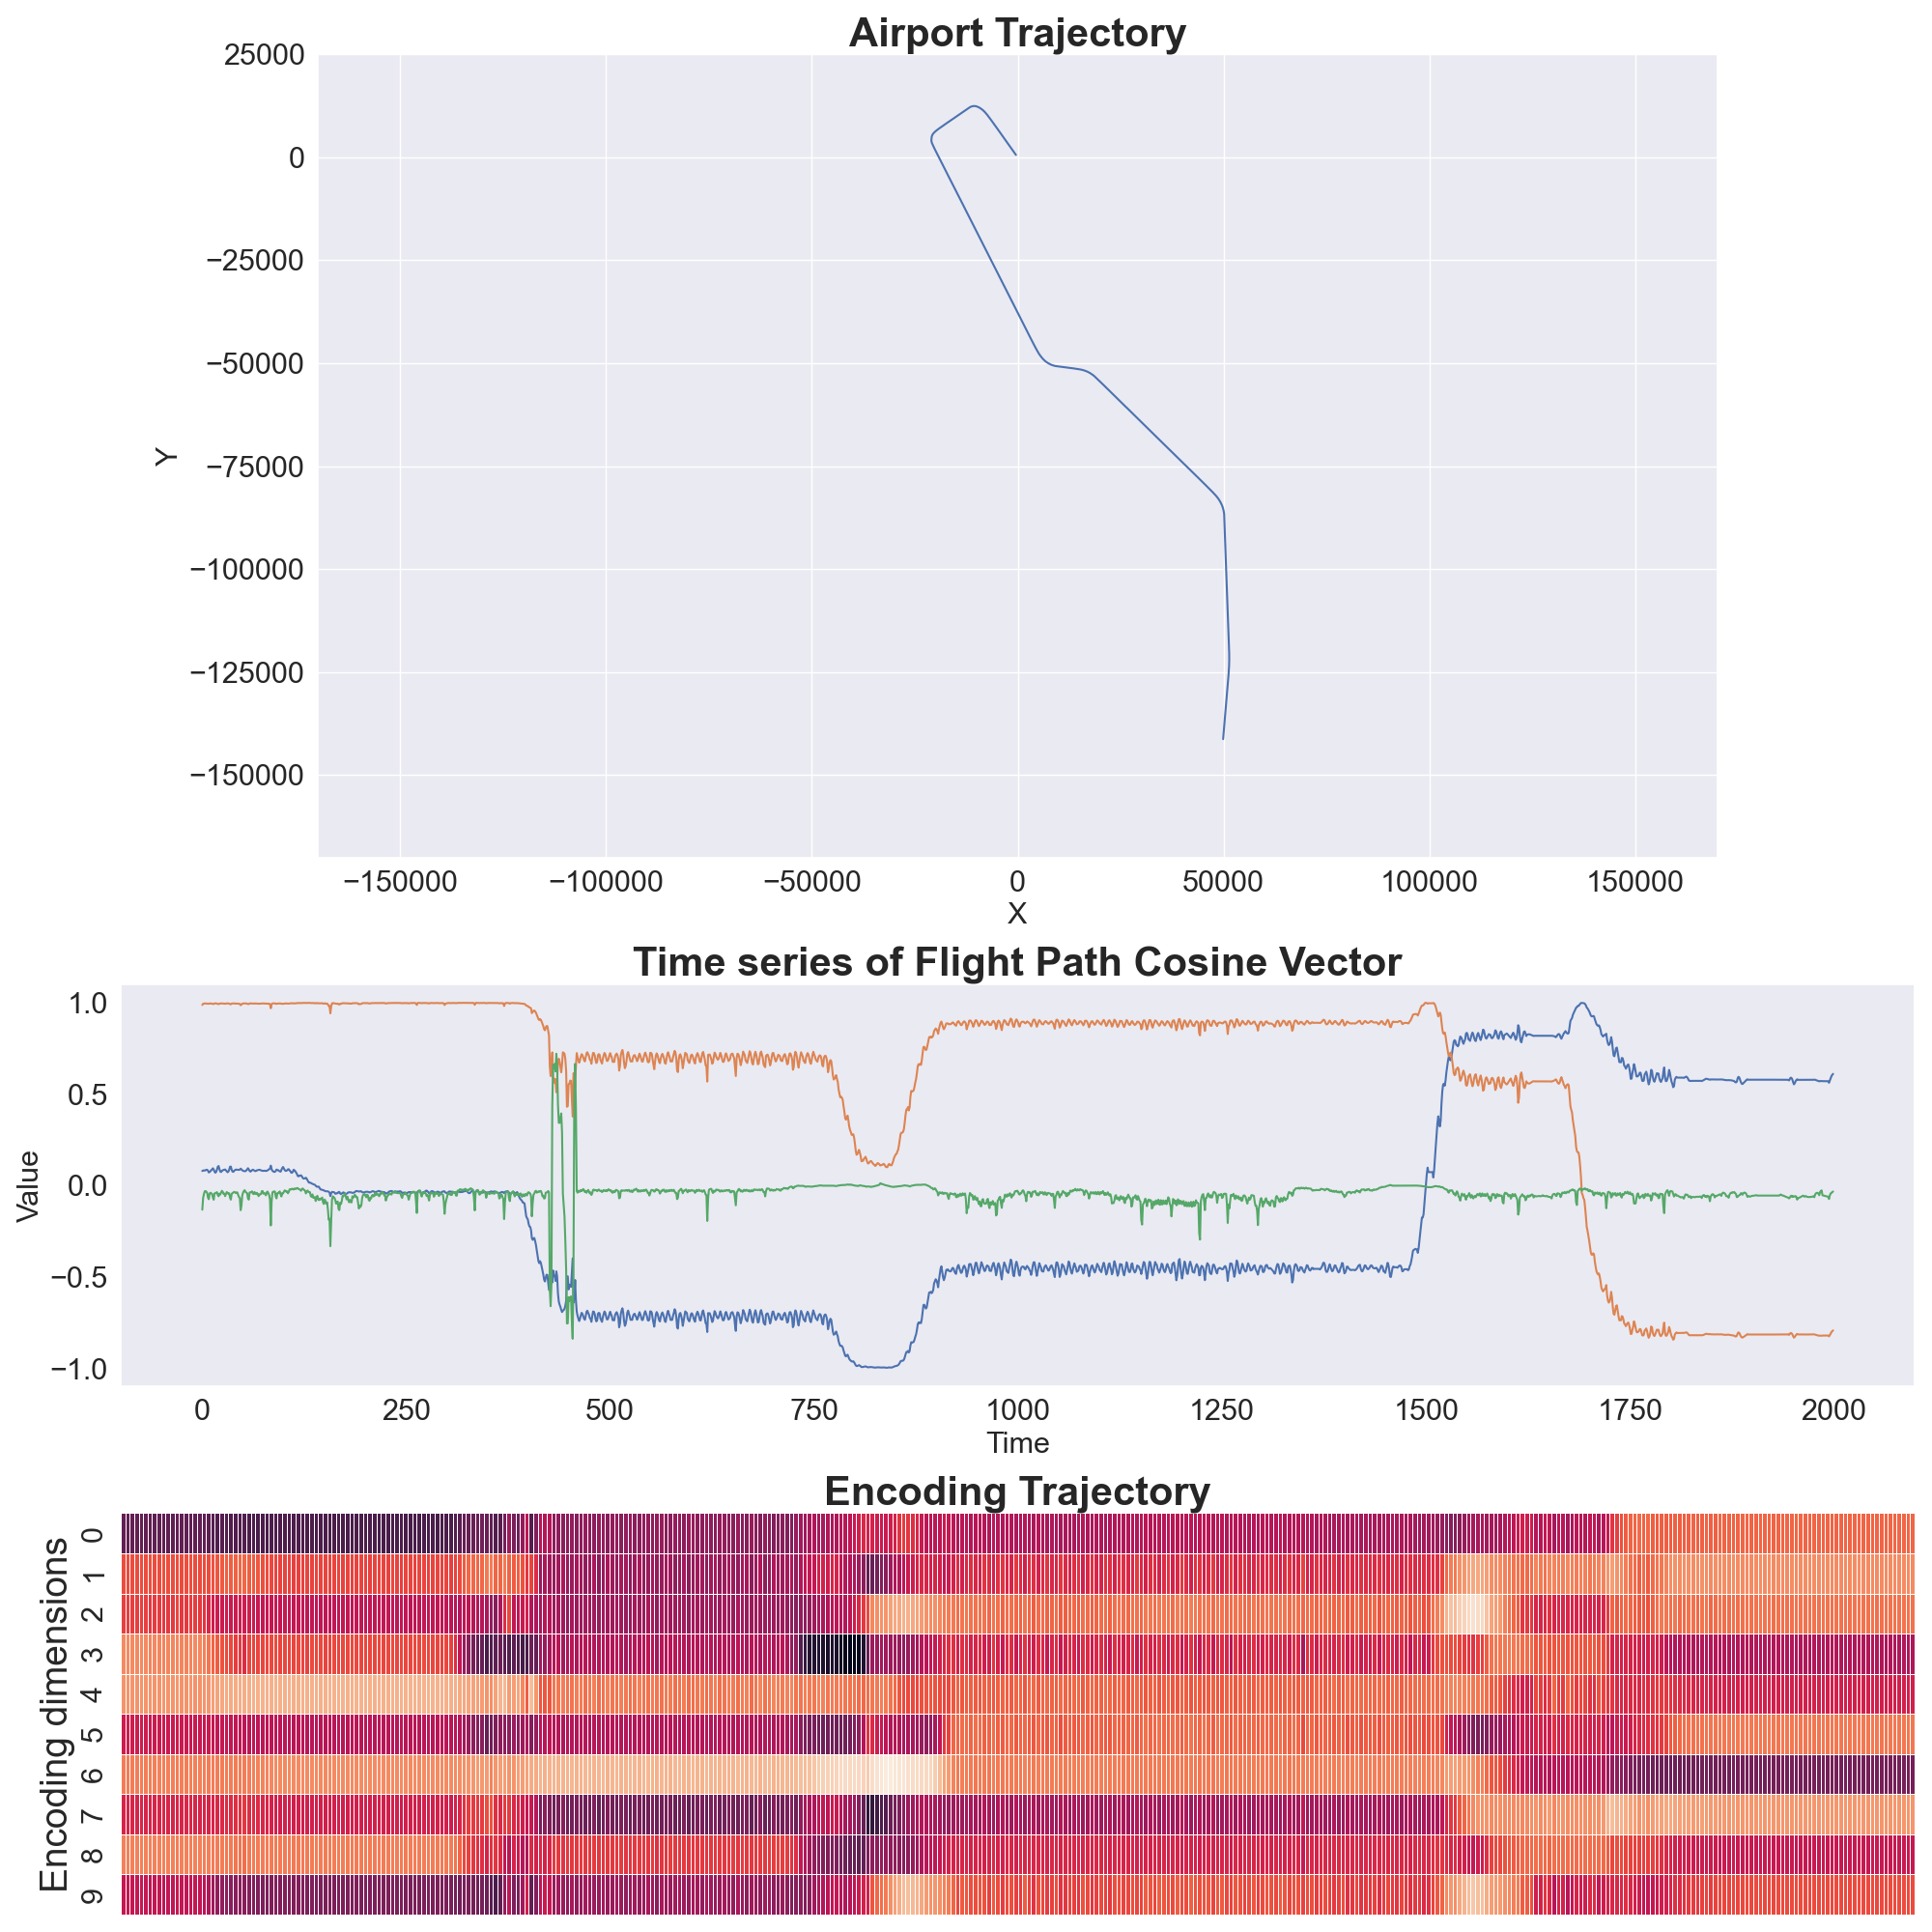 Airport Trajectory
25000
0
−25000
−50000
−75000
−100000
−125000
−150000
Y
−150000 −100000 −50000 0 50000 100000 150000
X
Time series of Flight Path Cosine Vector
1.0
0.5
0.0
−0.5
−1.0
Value
0 250 500 750 1000 1250 1500 1750 2000
Time
Encoding Trajectory
Encoding dimensions
0
1
2
3
4
5
6
7
8
9